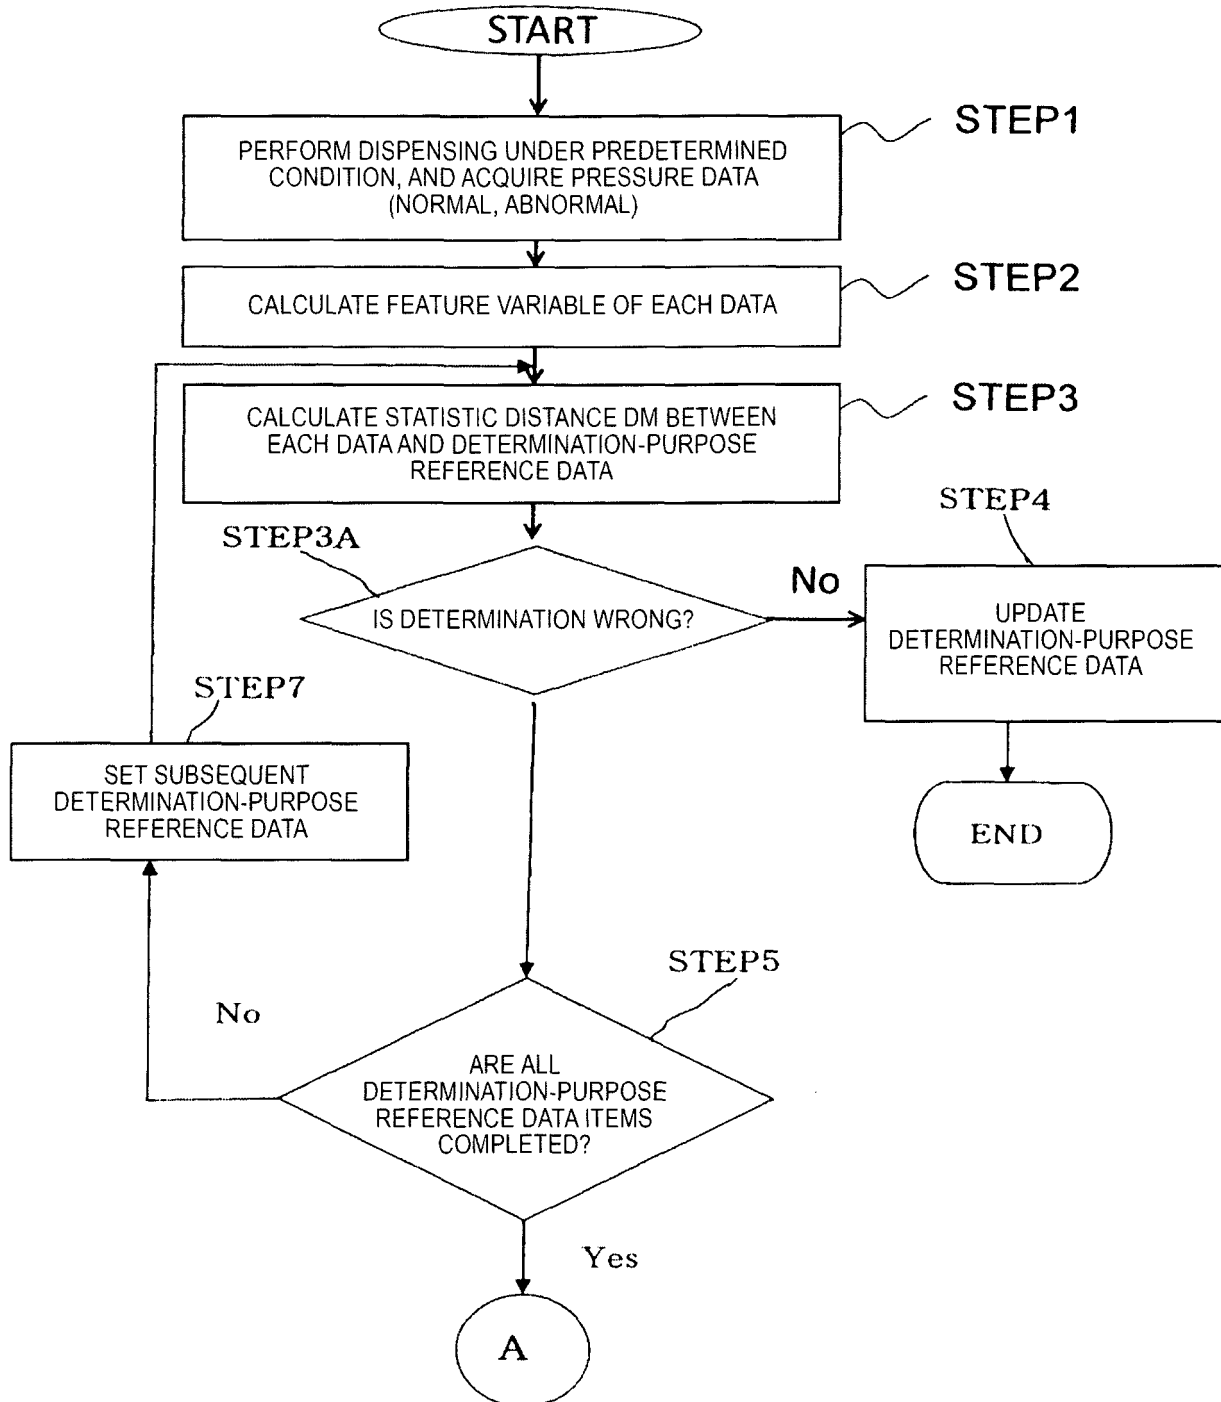 START
STEP1
PERFORM DISPENSING UNDER PREDETERMINED
CONDITION, AND ACQUIRE PRESSURE DATA
(NORMAL, ABNORMAL)
STEP2
CALCULATE FEATURE VARIABLE OF EACH DATA
STEP3
CALCULATE STATISTIC DISTANCE DM BETWEEN
EACH DATA AND DETERMINATION-PURPOSE
REFERENCE DATA
STEP3A
IS DETERMINATION WRONG?
No
STEP4
UPDATE
DETERMINATION-PURPOSE
REFERENCE DATA
END
STEP7
SET SUBSEQUENT
DETERMINATION-PURPOSE
REFERENCE DATA
No
STEP5
ARE ALL
DETERMINATION-PURPOSE
REFERENCE DATA ITEMS
COMPLETED?
Yes
A